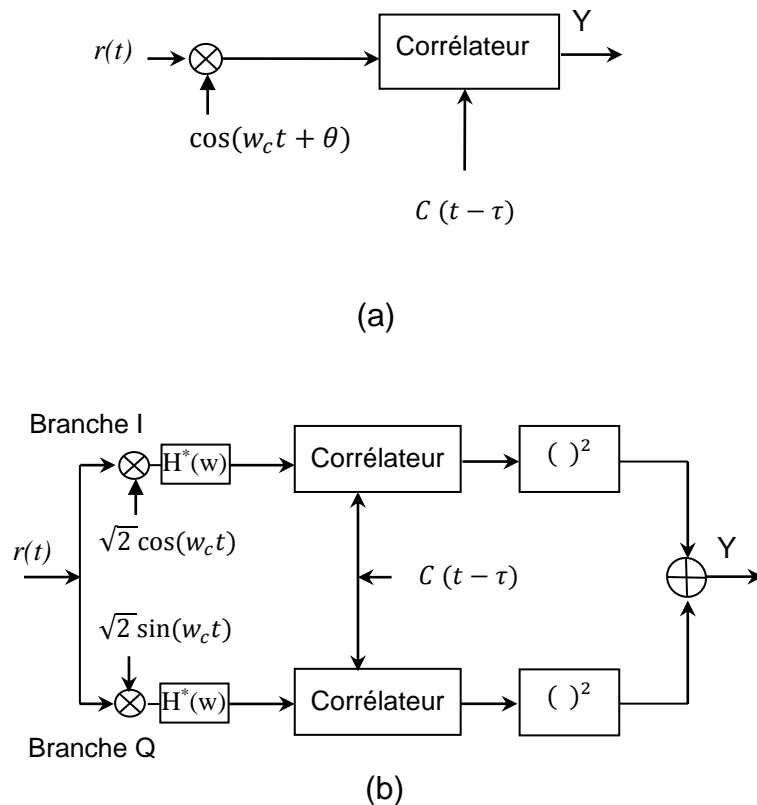 r(t)
Corrélateur
Y
cos(w_c t + θ)
C (t − τ)
(a)
Branche I
H*(w)
Corrélateur
( )²
√2 cos(w_c t)
r(t)
C (t − τ)
Y
√2 sin(w_c t)
H*(w)
Corrélateur
( )²
Branche Q
(b)